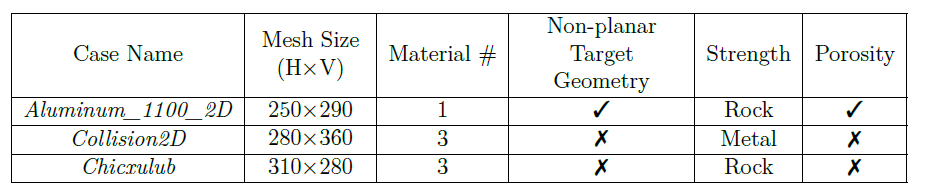 Case Name Mesh Size (H×V) Material # Non-planar Target Geometry Strength Porosity
Aluminum_1100_2D 250×290 1 ✓ Rock ✓
Collision2D 280×360 3 ✗ Metal ✗
Chicxulub 310×280 3 ✗ Rock ✗